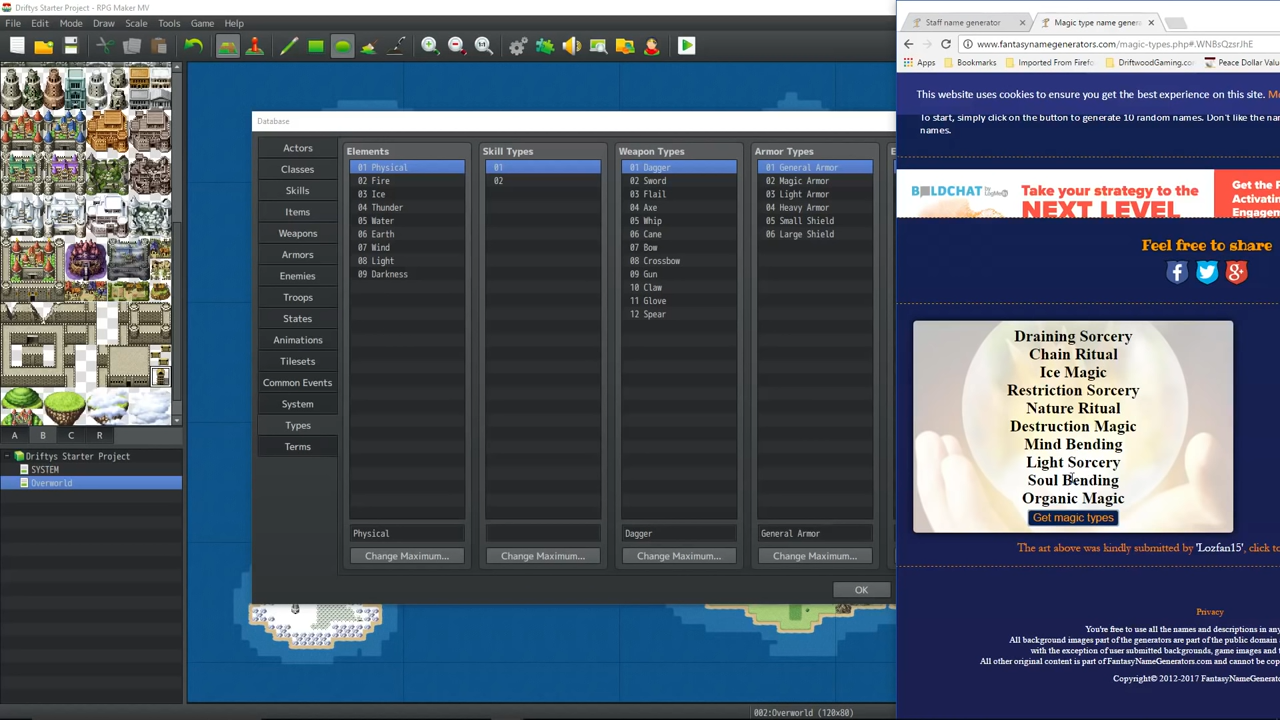 Driftys Starter Project - RPG Maker MV
File Edit Mode Draw Scale Tools Game Help
A B C R
Driftys Starter Project
SYSTEM
Overworld
Database
Actors
Classes
Skills
Items
Weapons
Armors
Enemies
Troops
States
Animations
Tilesets
Common Events
System
Types
Terms
Elements
01 Physical
02 Fire
03 Ice
04 Thunder
05 Water
06 Earth
07 Wind
08 Light
09 Darkness
Physical
Change Maximum...
Skill Types
01
02
Change Maximum...
Weapon Types
01 Dagger
02 Sword
03 Flail
04 Axe
05 Whip
06 Cane
07 Bow
08 Crossbow
09 Gun
10 Claw
11 Glove
12 Spear
Dagger
Change Maximum...
Armor Types
01 General Armor
02 Magic Armor
03 Light Armor
04 Heavy Armor
05 Small Shield
06 Large Shield
General Armor
Change Maximum...
OK
002:Overworld (120x80)
Staff name generator
Magic type name gener
www.fantasynamegenerators.com/magic-types.php#.WNBsQzsrJhE
Apps Bookmarks Imported From Firefo DriftwoodGaming.co Peace Dollar Valu
This website uses cookies to ensure you get the best experience on this site. Mo
To start, simply click on the button to generate 10 random names. Don't like the nam
names.
BOLDCHAT by LogMeIn
Take your strategy to the
NEXT LEVEL
Get the F
Activating
Engagem
Feel free to share
Draining Sorcery
Chain Ritual
Ice Magic
Restriction Sorcery
Nature Ritual
Destruction Magic
Mind Bending
Light Sorcery
Soul Bending
Organic Magic
Get magic types
The art above was kindly submitted by 'Lozfan15', click to
Privacy
You're free to use all the names and descriptions in any
All background images part of the generators are part of the public domain
with the exception of user submitted backgrounds, game images and t
All other original content is part of FantasyNameGenerators.com and cannot be cop
Copyright© 2012-2017 FantasyNameGenerators